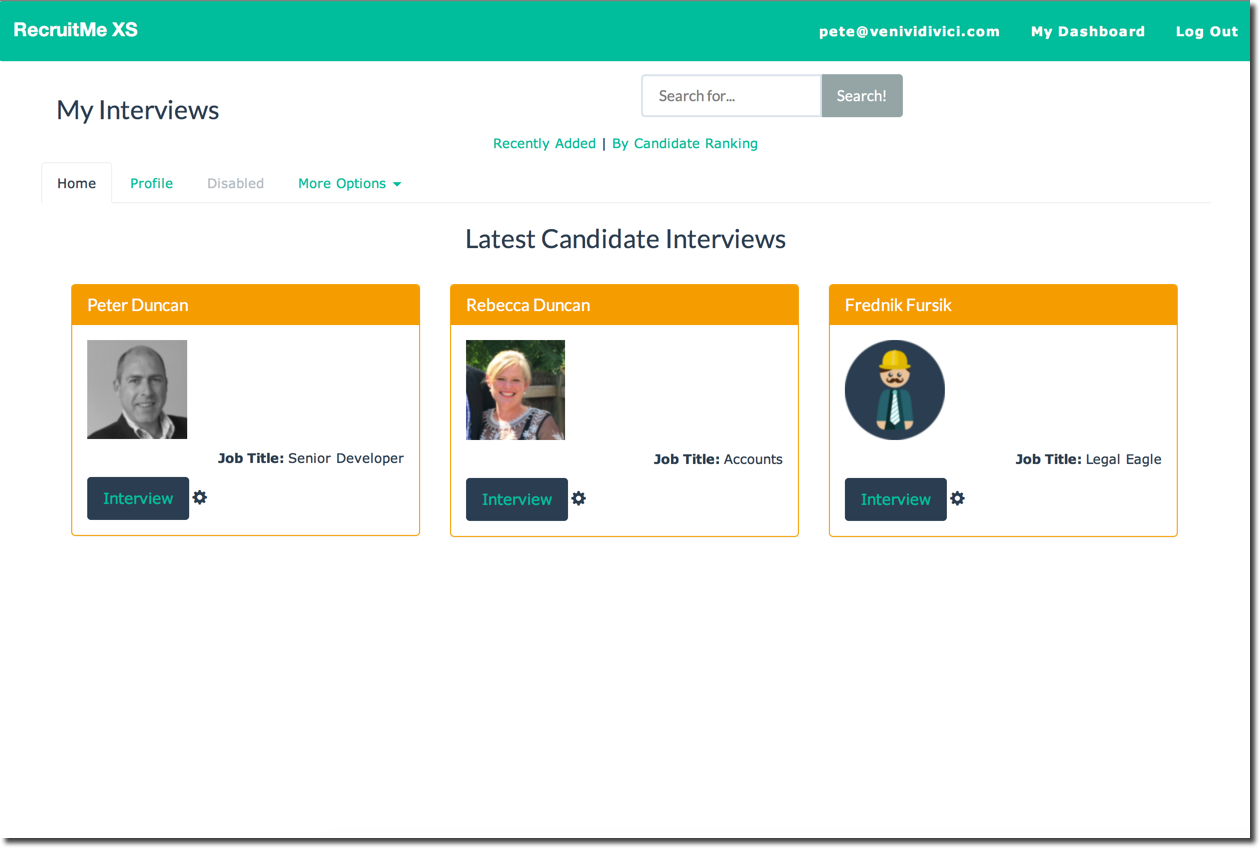 RecruitMe XS
pete@venividivici.com My Dashboard Log Out
My Interviews
Search for... Search!
Recently Added | By Candidate Ranking
Home Profile Disabled More Options
Latest Candidate Interviews
Peter Duncan
Job Title: Senior Developer
Interview
Rebecca Duncan
Job Title: Accounts
Interview
Frednik Fursik
Job Title: Legal Eagle
Interview